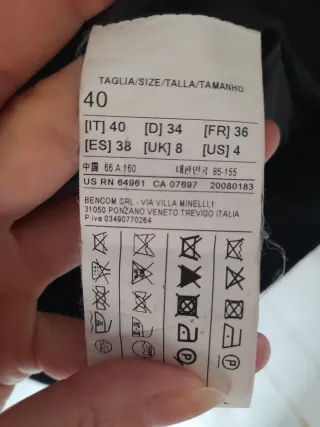 TAGLIA/SIZE/TALLA/TAMANHO
40
[IT] 40 [D] 34 [FR] 36
[ES] 38 [UK] 8 [US] 4
中国 66 A 160 대한민국 85-155
US RN 64961 CA 07697 20080183
BENCOM SRL - VIA VILLA MINELLI,1
31050 PONZANO VENETO TREVISO ITALIA
P.iva 03490770264